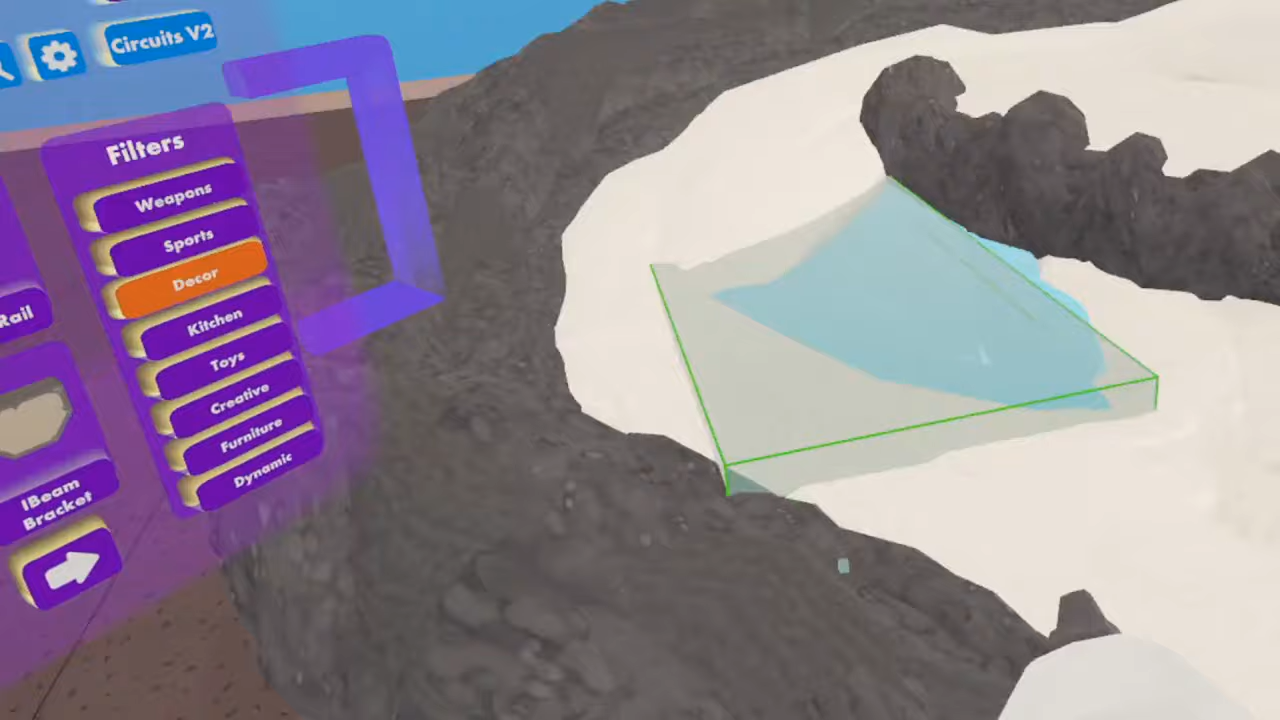 Circuits V2
Filters
Weapons
Sports
Decor
Kitchen
Toys
Creative
Furniture
Dynamic
Rail
IBeam
Bracket